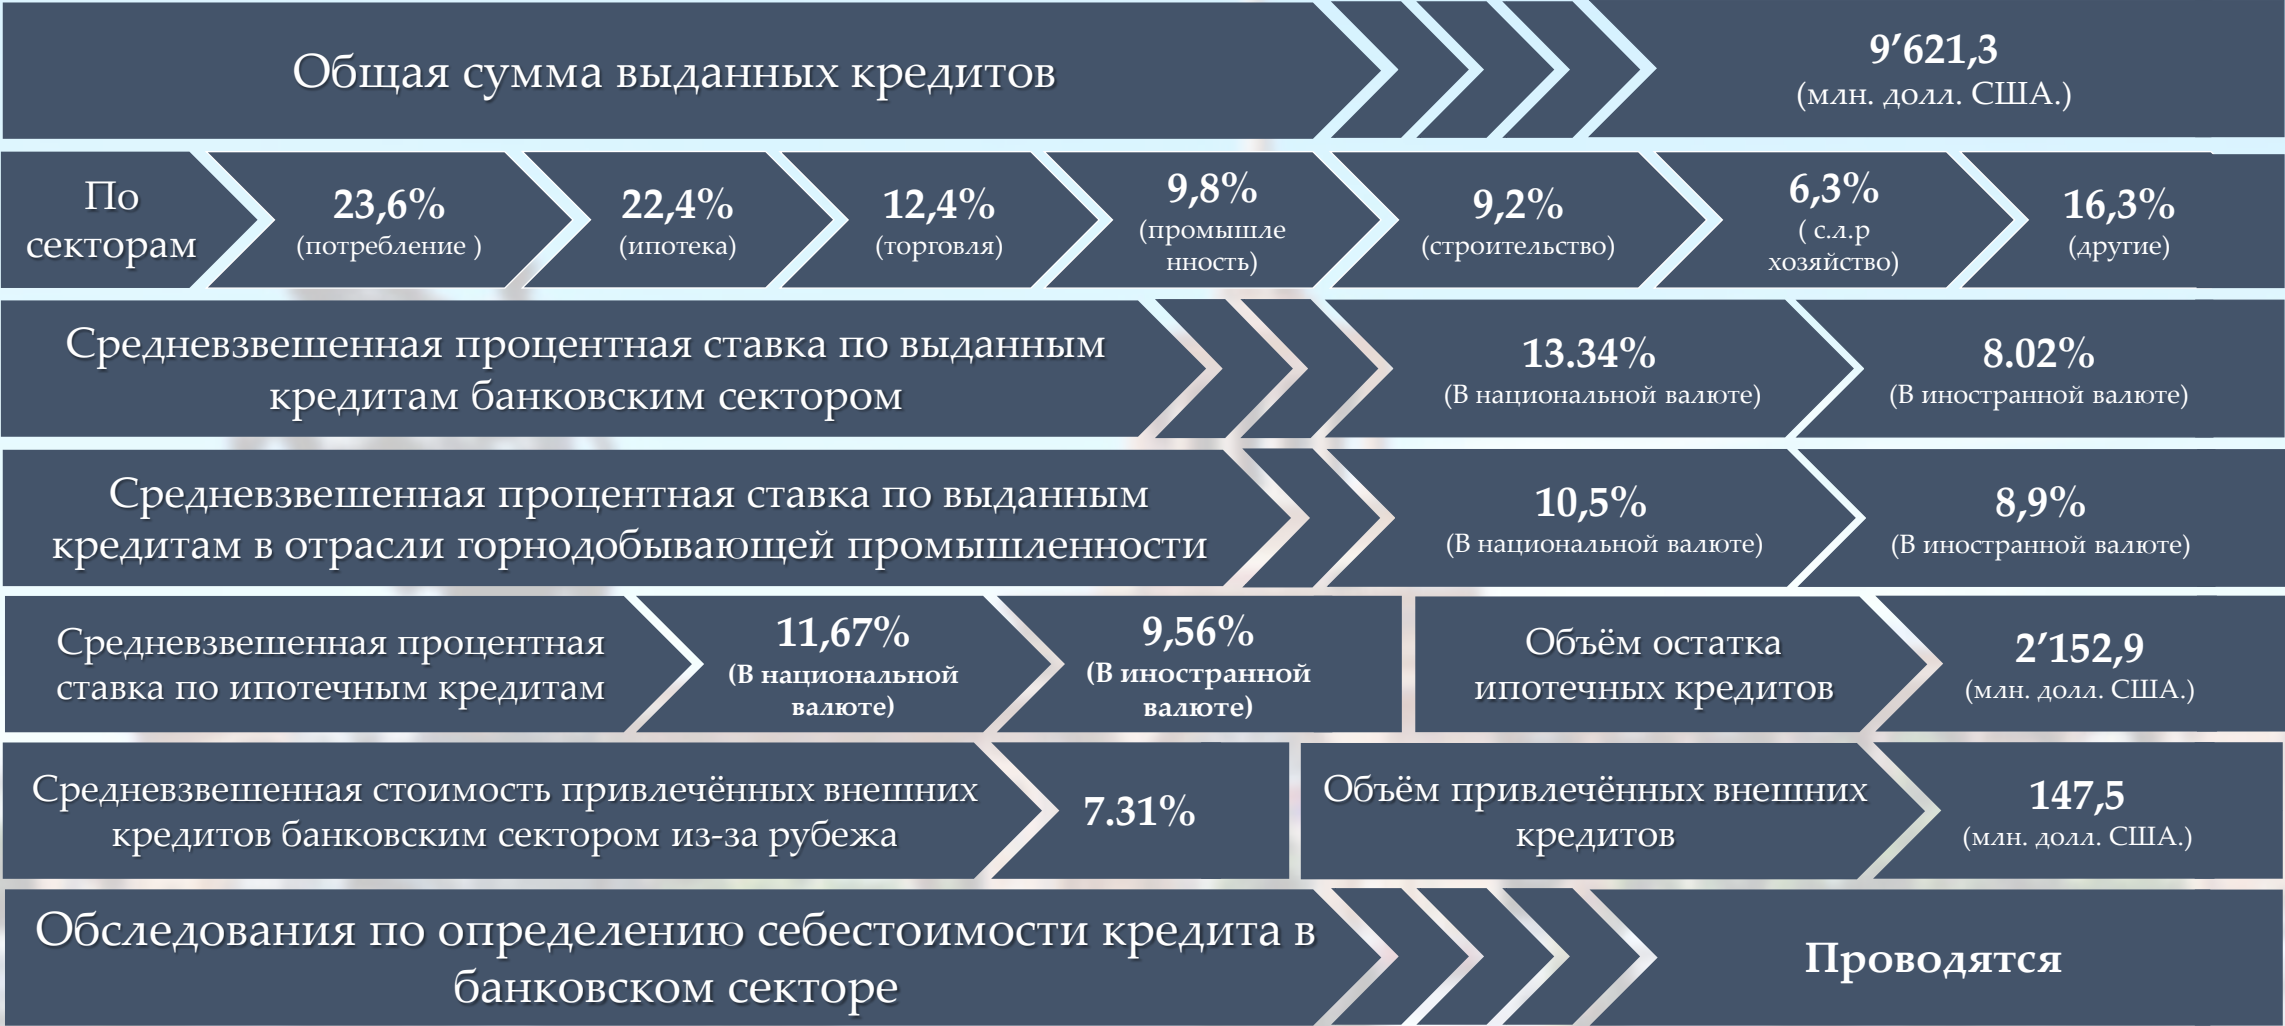 Общая сумма выданных кредитов
9’621,3
(млн. долл. США.)
По
секторам
23,6%
(потребление )
22,4%
(ипотека)
12,4%
(торговля)
9,8%
(промышле
нность)
9,2%
(строительство)
6,3%
( с.л.р
хозяйство)
16,3%
(другие)
Средневзвешенная процентная ставка по выданным
кредитам банковским сектором
13.34%
(В национальной валюте)
8.02%
(В иностранной валюте)
Средневзвешенная процентная ставка по выданным
кредитам в отрасли горнодобывающей промышленности
10,5%
(В национальной валюте)
8,9%
(В иностранной валюте)
Средневзвешенная процентная
ставка по ипотечным кредитам
11,67%
(В национальной
валюте)
9,56%
(В иностранной
валюте)
Объём остатка
ипотечных кредитов
2’152,9
(млн. долл. США.)
Средневзвешенная стоимость привлечённых внешних
кредитов банковским сектором из-за рубежа
7.31%
Объём привлечённых внешних
кредитов
147,5
(млн. долл. США.)
Обследования по определению себестоимости кредита в
банковском секторе
Проводятся